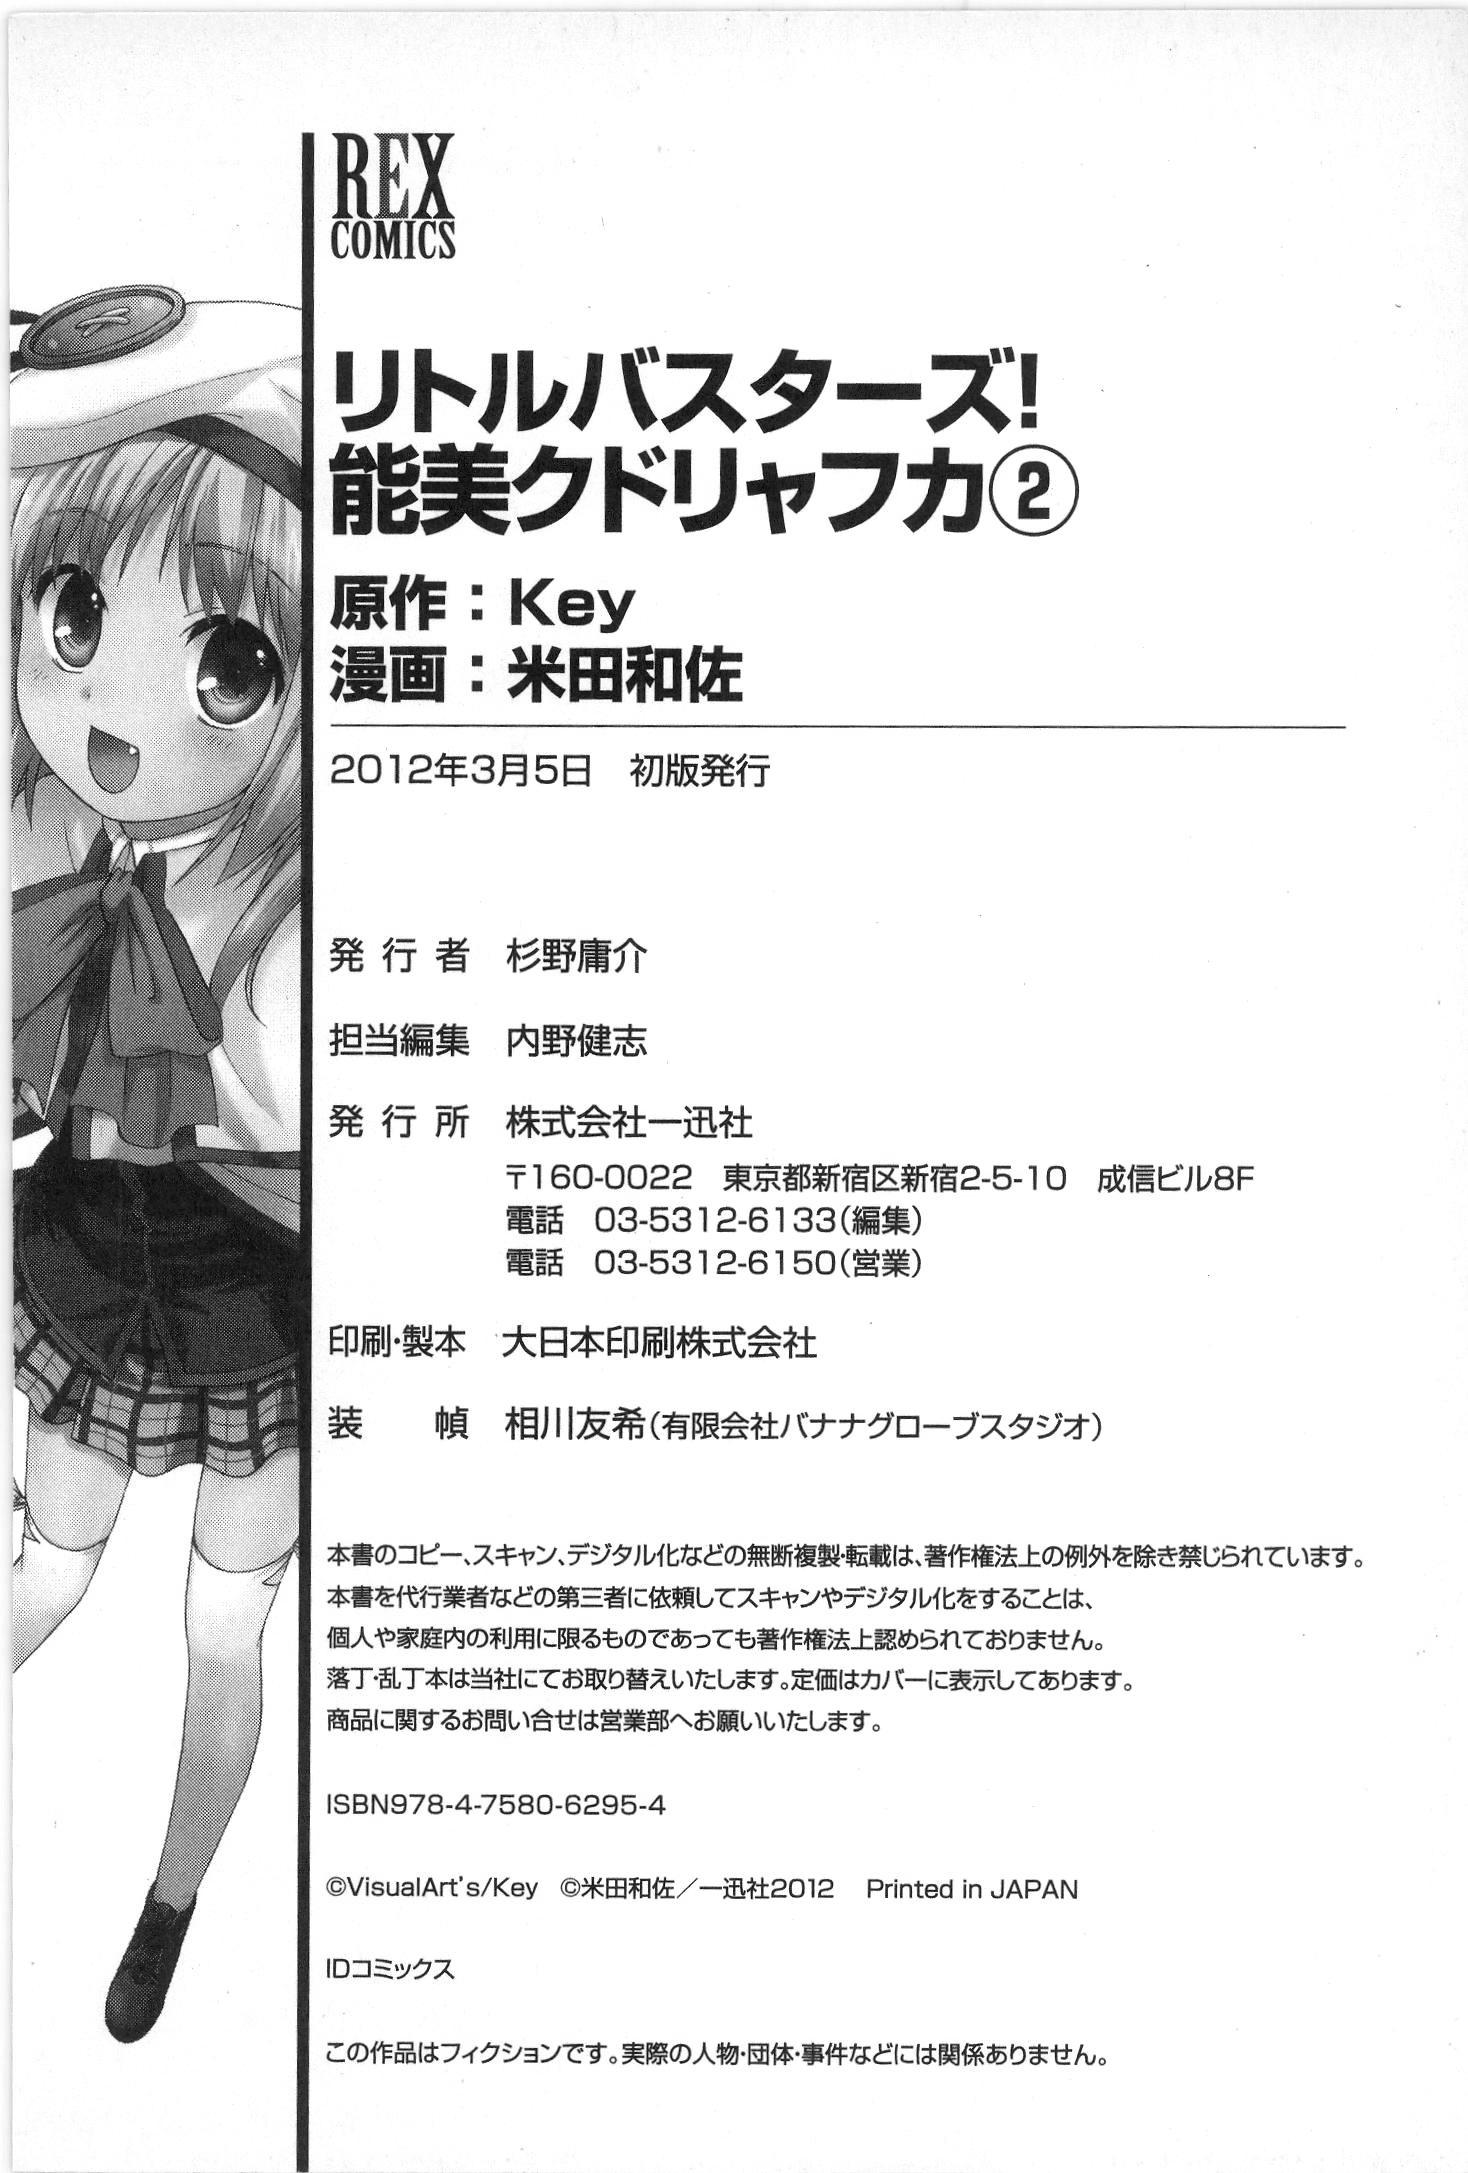 REX
COMICS
リトルバスターズ!
能美クドリャフカ②
原作：Key
漫画：米田和佐
2012年3月5日　初版発行
発行者　杉野庸介
担当編集　内野健志
発行所　株式会社一迅社
〒160-0022　東京都新宿区新宿2-5-10　成信ビル8F
電話　03-5312-6133(編集)
電話　03-5312-6150(営業)
印刷・製本　大日本印刷株式会社
装　幀　相川友希(有限会社バナナグローブスタジオ)
本書のコピー、スキャン、デジタル化などの無断複製・転載は、著作権法上の例外を除き禁じられています。
本書を代行業者などの第三者に依頼してスキャンやデジタル化をすることは、
個人や家庭内の利用に限るものであっても著作権法上認められておりません。
落丁・乱丁本は当社にてお取り替えいたします。定価はカバーに表示してあります。
商品に関するお問い合せは営業部へお願いいたします。
ISBN978-4-7580-6295-4
©VisualArt's/Key　©米田和佐／一迅社2012　Printed in JAPAN
IDコミックス
この作品はフィクションです。実際の人物・団体・事件などには関係ありません。